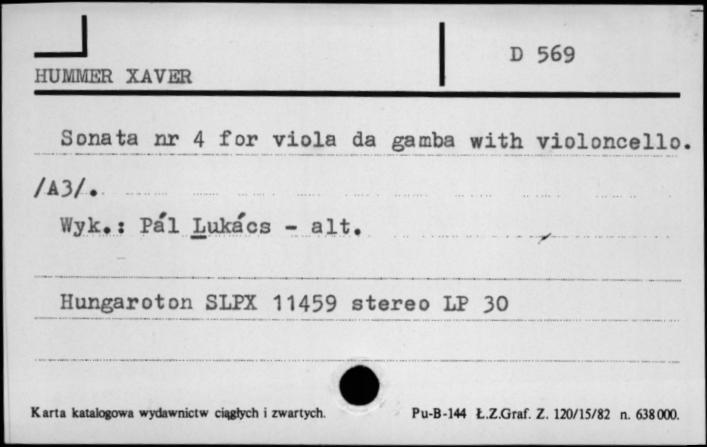 D 569
HUMMER XAVER
Sonata nr 4 for viola da gamba with violoncello.
/A3/.
Wyk.: Pál Lukács - alt.
Hungaroton SLPX 11459 stereo LP 30
Karta katalogowa wydawnictw ciągłych i zwartych.
Pu-B-144 Ł.Z.Graf. Z. 120/15/82 n. 638000.